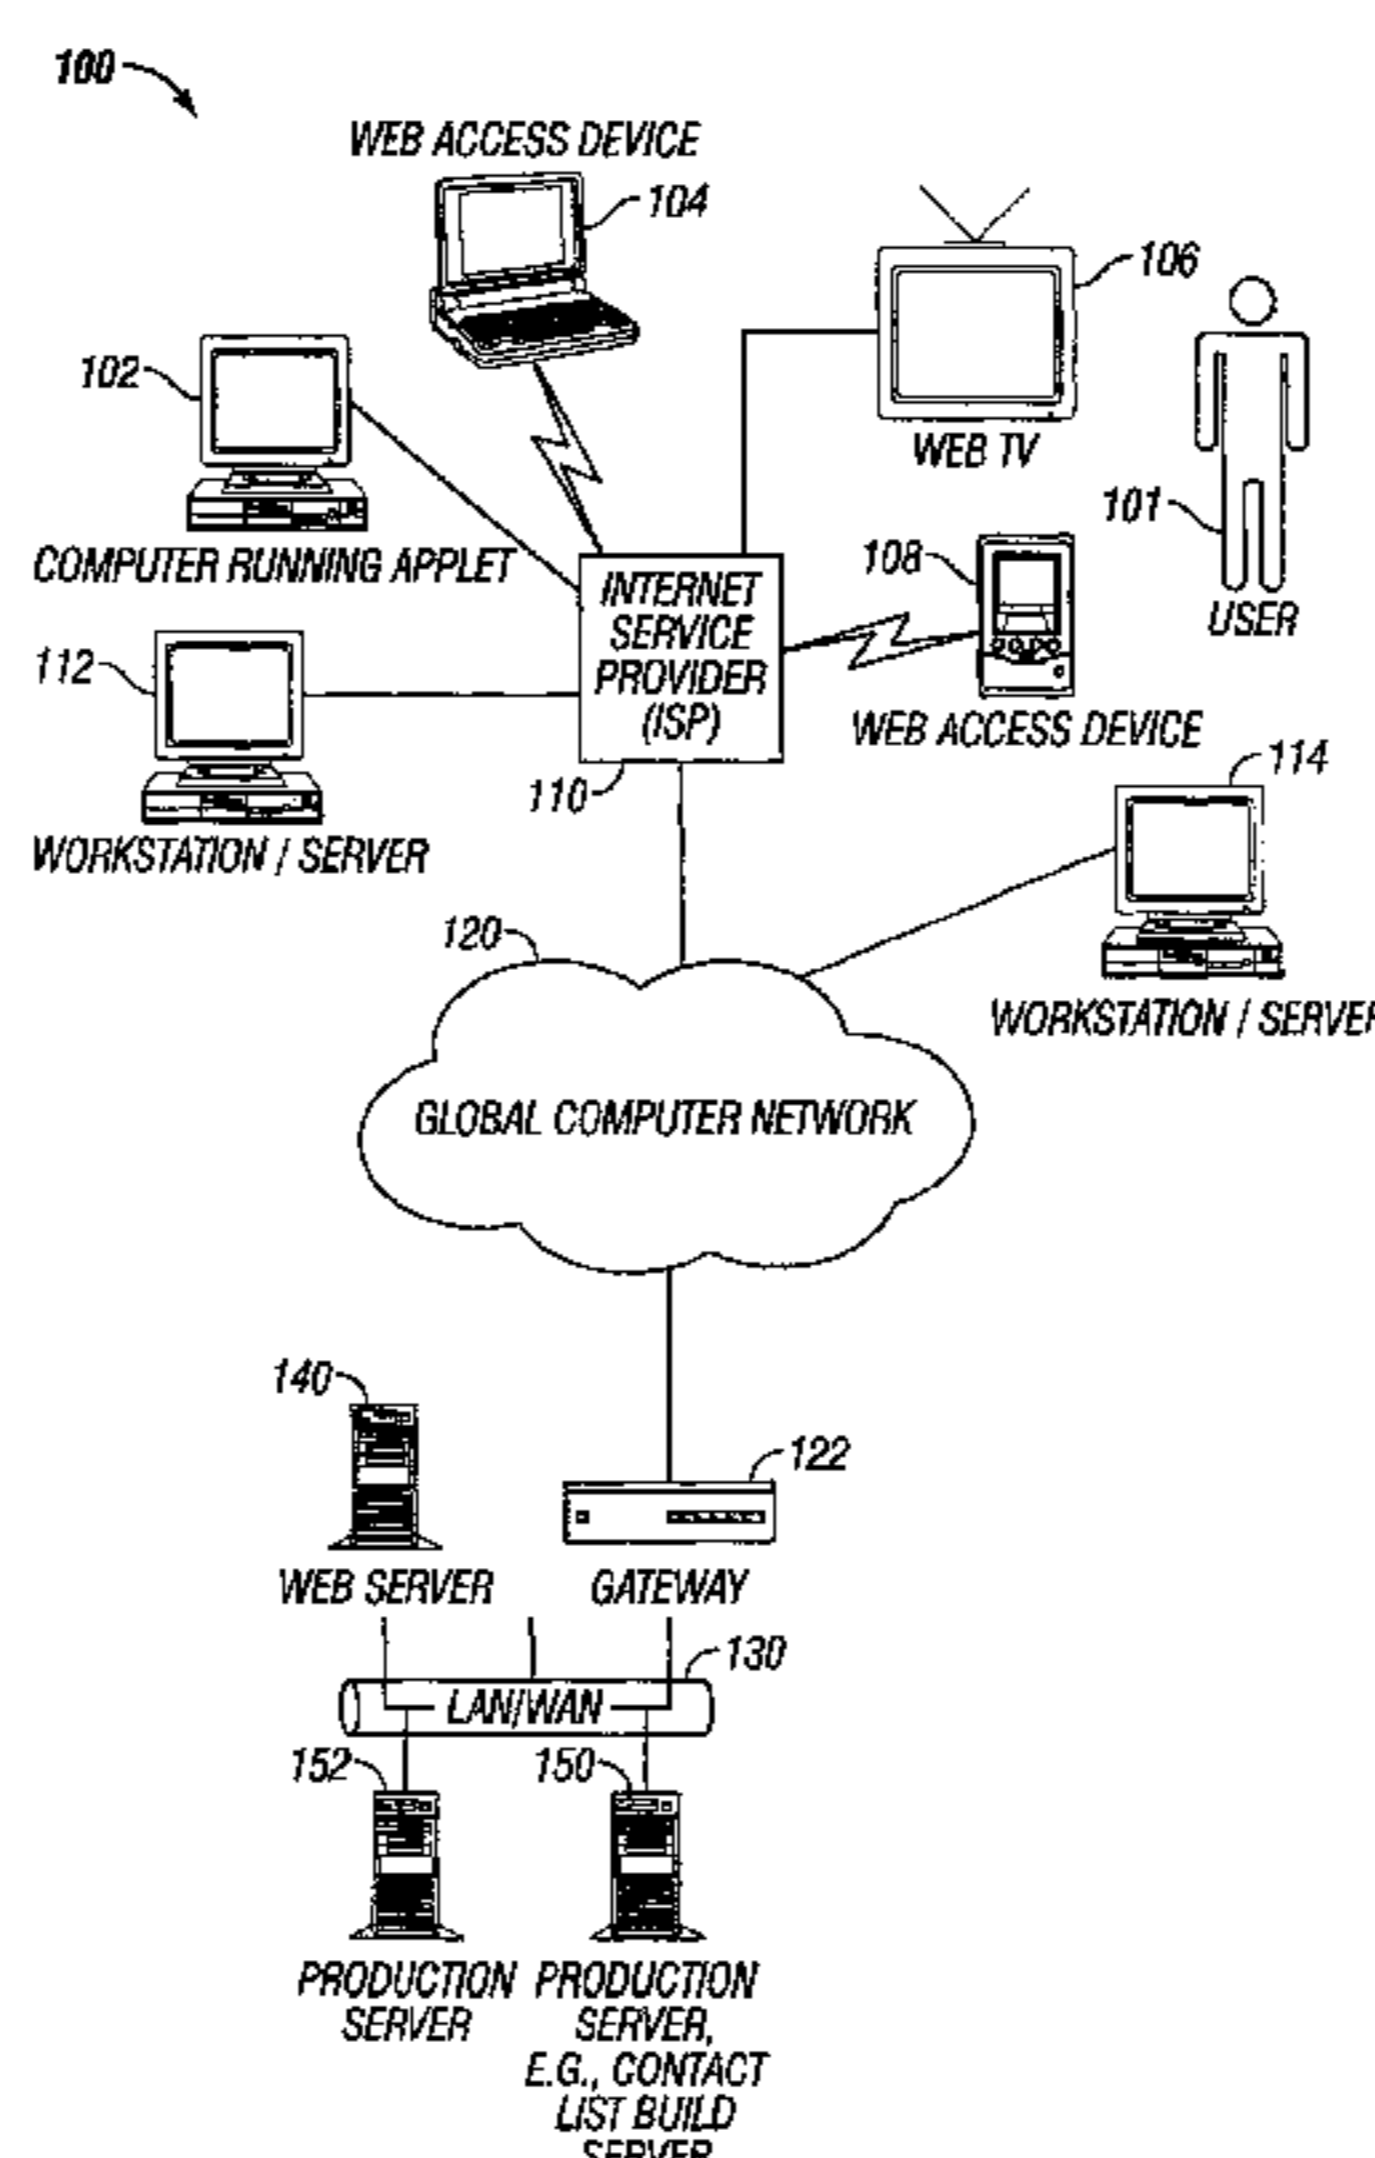 100
WEB ACCESS DEVICE
104
106
102
WEB TV
101
COMPUTER RUNNING APPLET
108
INTERNET
SERVICE
PROVIDER
(ISP)
USER
112
WEB ACCESS DEVICE
114
110
WORKSTATION / SERVER
120
WORKSTATION / SERVER
GLOBAL COMPUTER NETWORK
140
122
WEB SERVER
GATEWAY
130
LAN/WAN
152
150
PRODUCTION
SERVER
PRODUCTION
SERVER,
E.G., CONTACT
LIST BUILD
SERVER